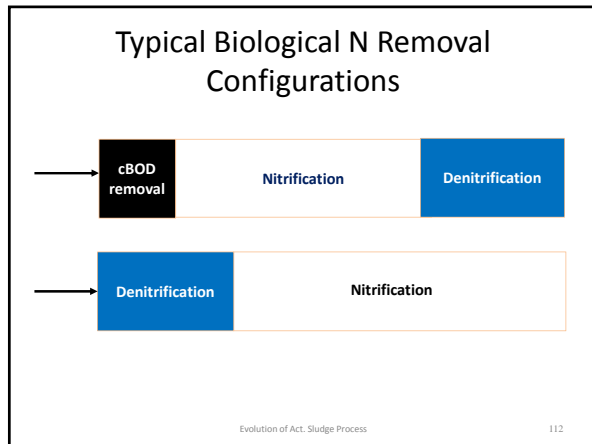 Typical Biological N Removal
Configurations
cBOD
removal
Nitrification
Denitrification
Denitrification
Nitrification
Evolution of Act. Sludge Process
112